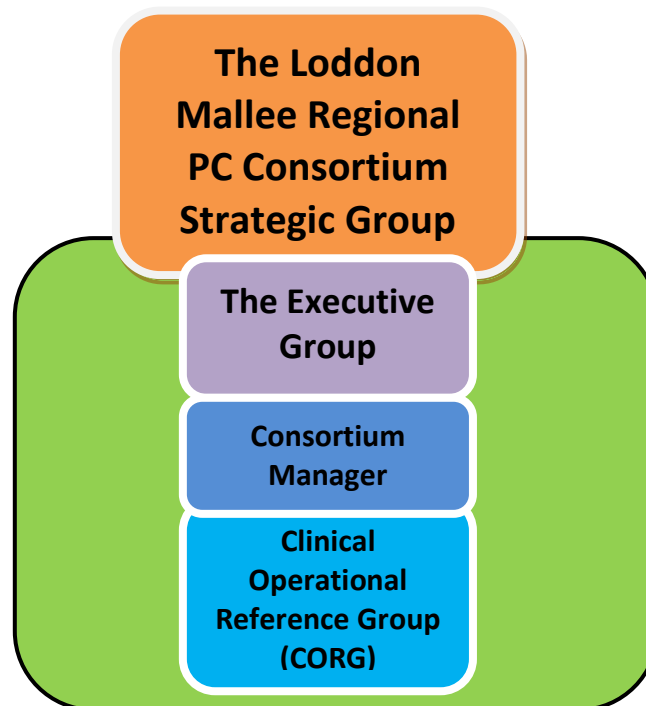 The Loddon
Mallee Regional
PC Consortium
Strategic Group
The Executive
Group
Consortium
Manager
Clinical
Operational
Reference Group
(CORG)